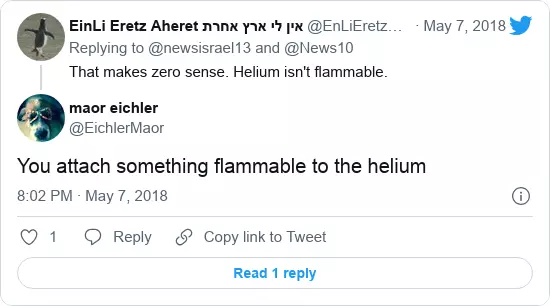 EinLi Eretz Aheret אין לי ארץ אחרת @EnLiEretz… · May 7, 2018
Replying to @newsisrael13 and @News10
That makes zero sense. Helium isn't flammable.
maor eichler
@EichlerMaor
You attach something flammable to the helium
8:02 PM · May 7, 2018
1 Reply Copy link to Tweet
Read 1 reply